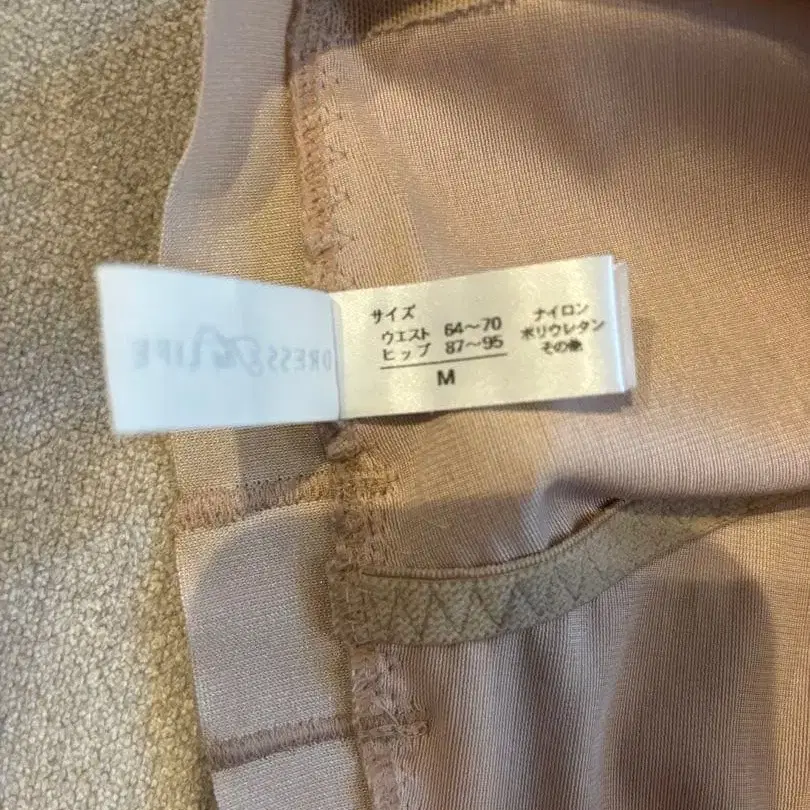 サイズ
ウエスト 64～70
ヒップ 87～95
M
ナイロン
ポリウレタン
その他
DRESS LIFE